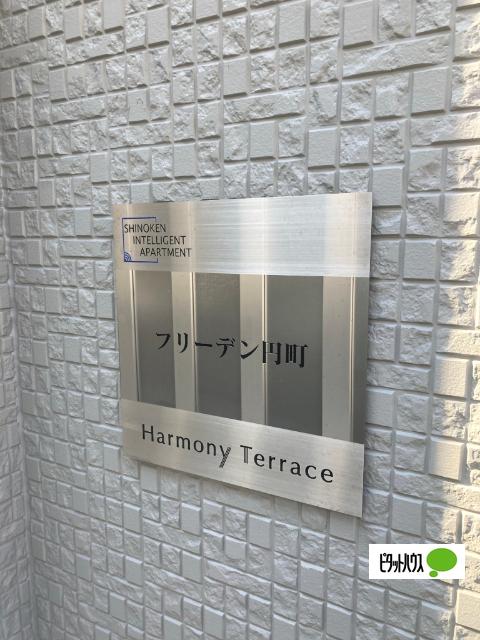 SHINOKEN
INTELLIGENT
APARTMENT
フリーデン円町
Harmony Terrace
ピタットハウス